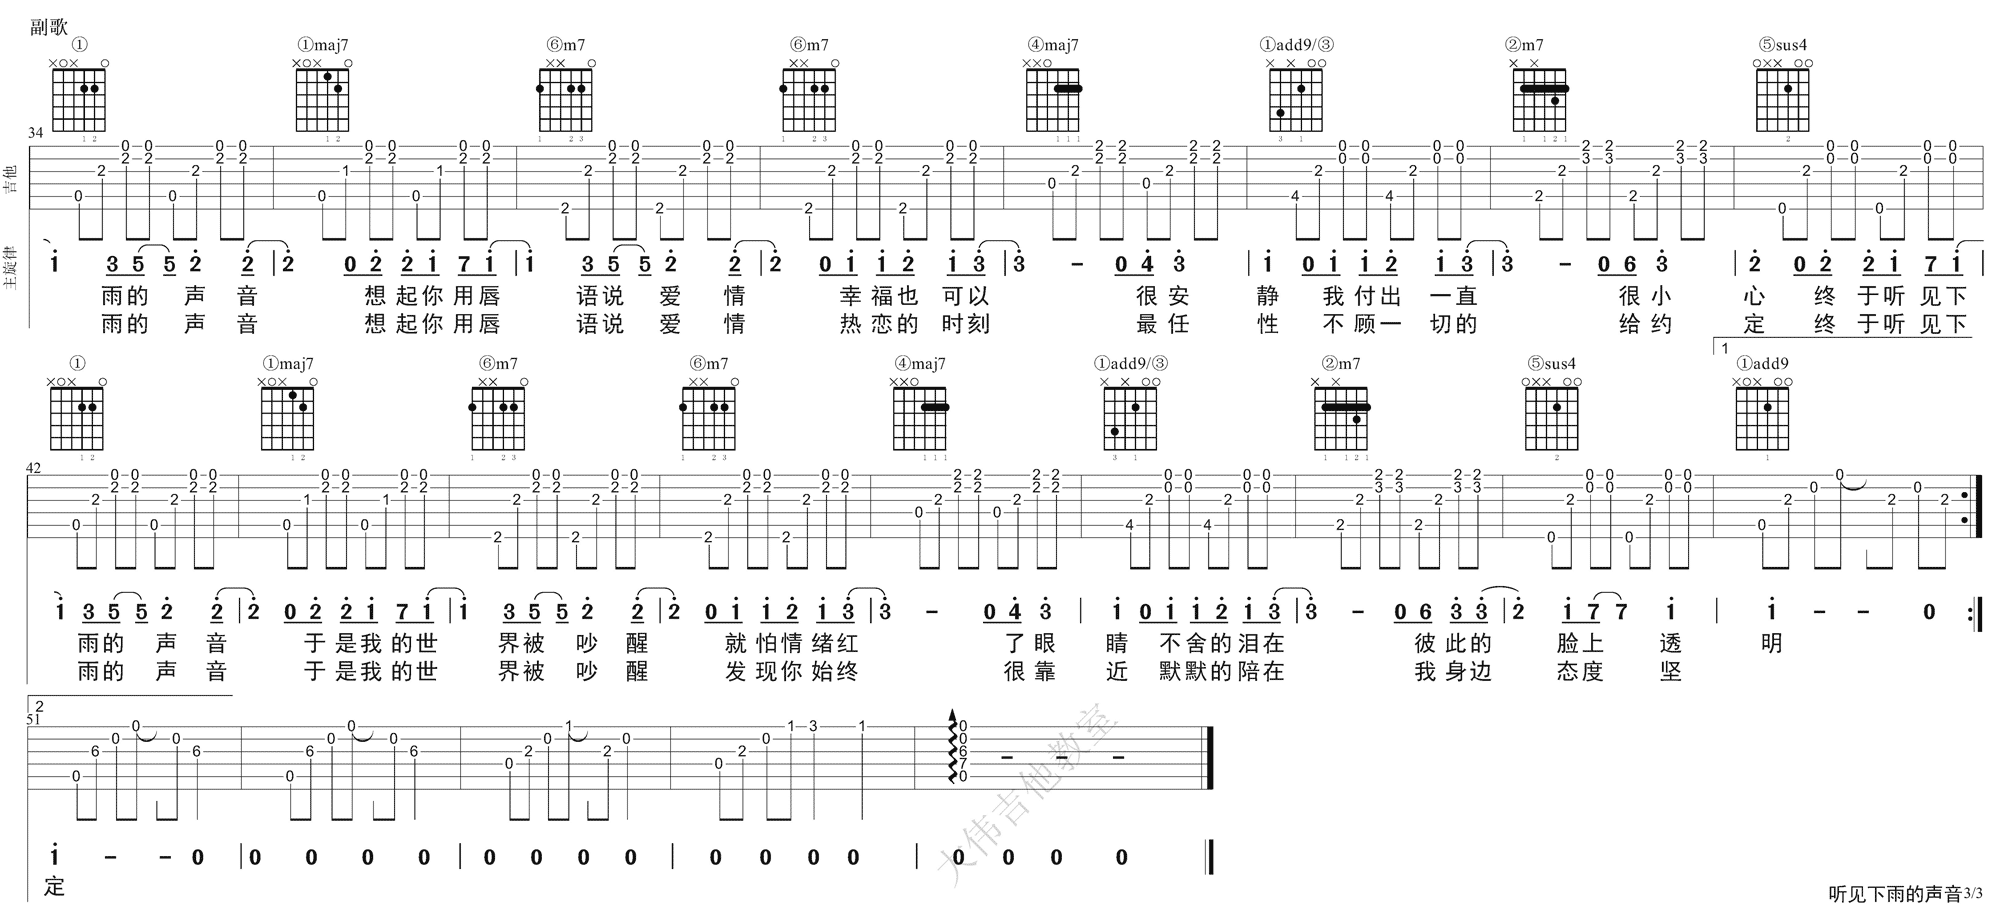 副歌
① ①maj7 ⑥m7 ⑥m7 ④maj7 ①add9/③ ②m7 ⑤sus4
34
吉他
主旋律
雨的 声 音 想 起你 用唇 语说 爱 情 幸 福也 可以 很 安 静 我 付出 一直 很 小 心 终 于听 见下
雨的 声 音 想 起你 用唇 语说 爱 情 热 恋的 时刻 最 任 性 不 顾一 切的 给 约 定 终 于听 见下
① ①maj7 ⑥m7 ⑥m7 ④maj7 ①add9/③ ②m7 ⑤sus4 1 ①add9
42
雨的 声 音 于 是我 的世 界被 吵 醒 就 怕情 绪红 了 眼 睛 不 舍的 泪在 彼 此的 脸上 透 明
雨的 声 音 于 是我 的世 界被 吵 醒 发 现你 始终 很 靠 近 默 默的 陪在 我 身边 态度 坚
2
51
定
大伟吉他教室
听见下雨的声音3/3